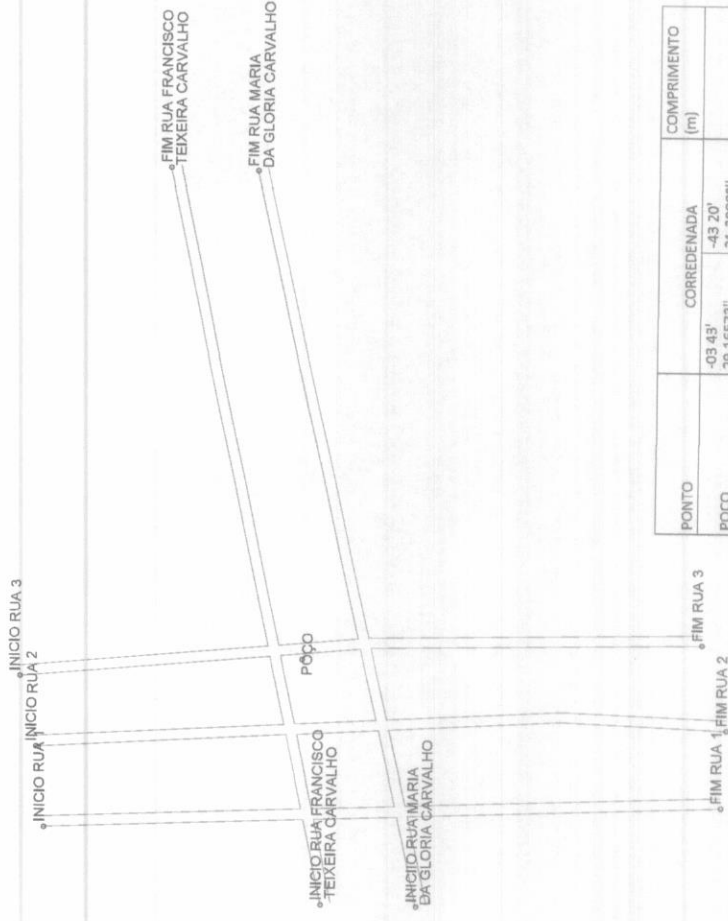 INICIO RUA 3
INICIO RUA 2
INICIO RUA 1
FIM RUA FRANCISCO
TEIXEIRA CARVALHO
FIM RUA MARIA
DA GLORIA CARVALHO
POÇO
INICIO RUA FRANCISCO
TEIXEIRA CARVALHO
INICIIO RUA MARIA
DA GLORIA CARVALHO
FIM RUA 3
FIM RUA 2
FIM RUA 1
PONTO CORREDENADA COMPRIMENTO
(m)
POÇO -03 43' -43 20'